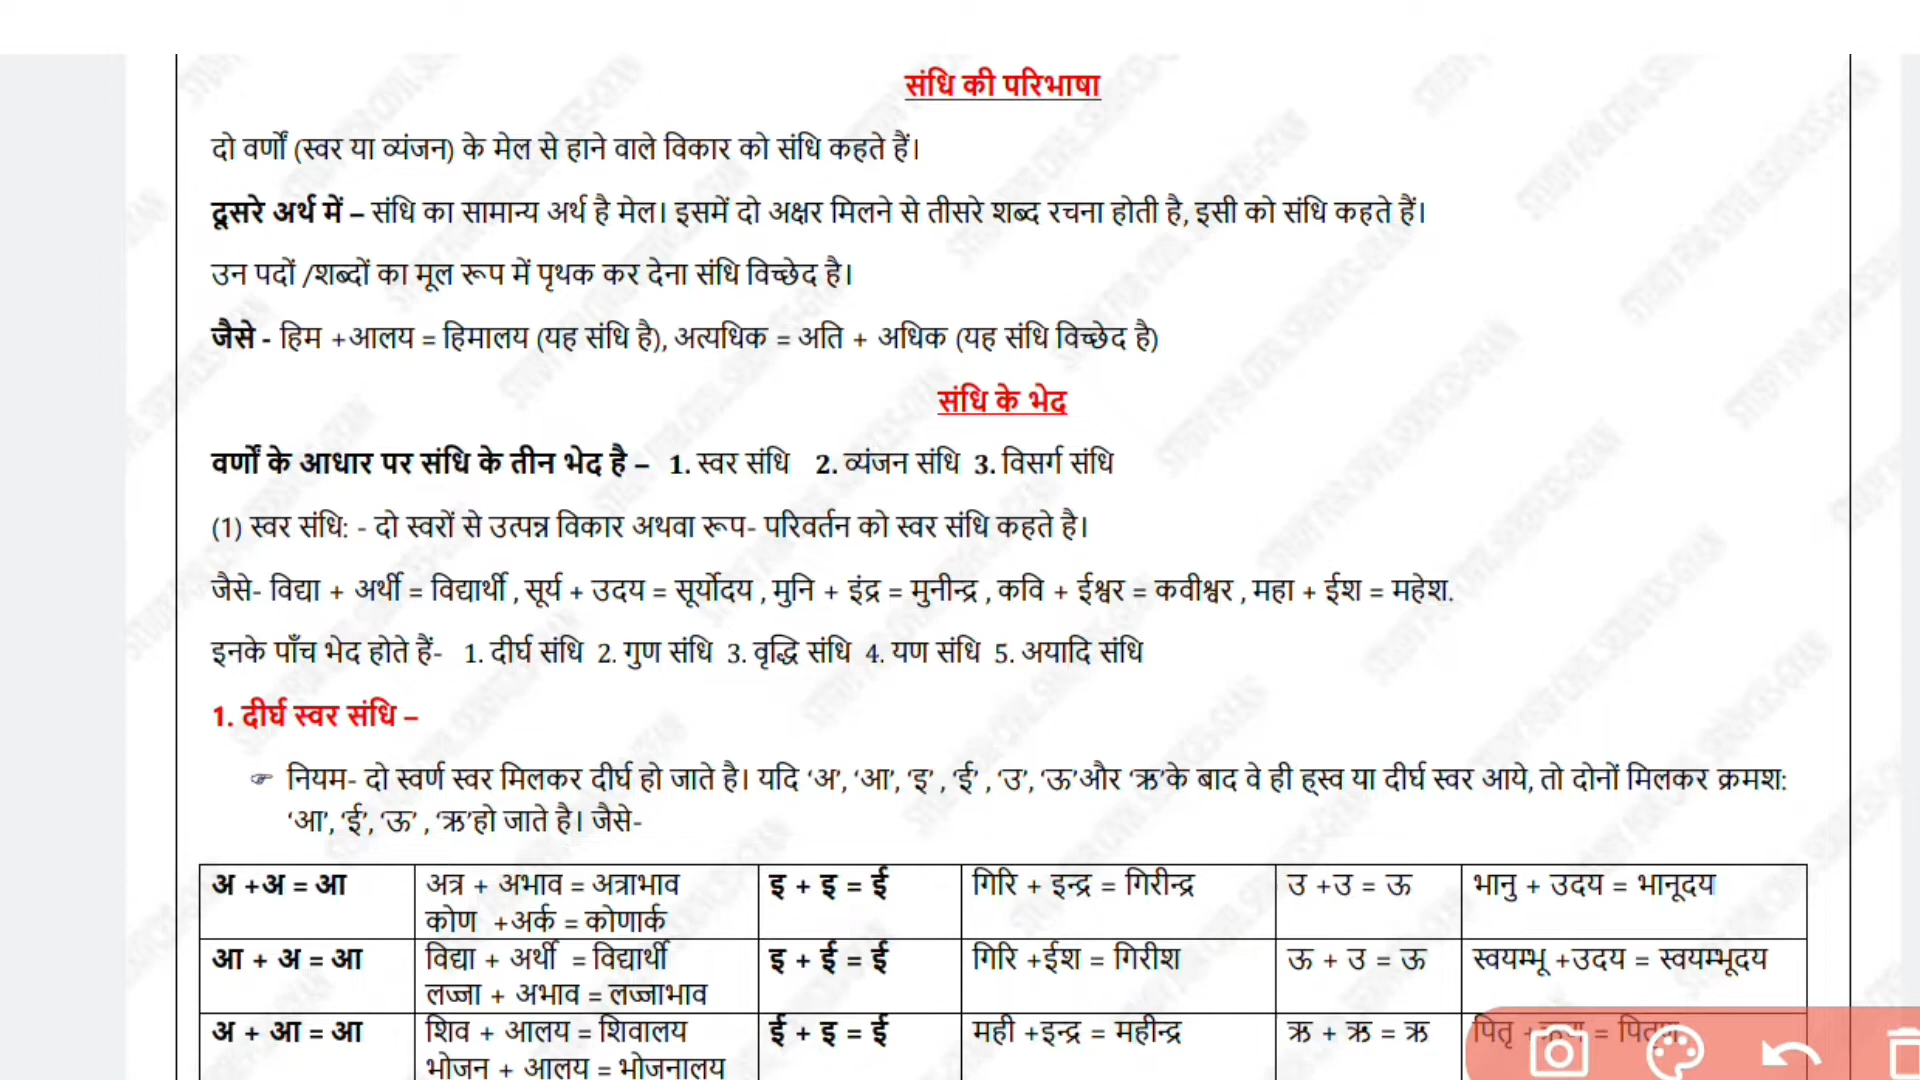 संधि की परिभाषा
दो वर्णों (स्वर या व्यंजन) के मेल से हाने वाले विकार को संधि कहते हैं।
दूसरे अर्थ में – संधि का सामान्य अर्थ है मेल। इसमें दो अक्षर मिलने से तीसरे शब्द रचना होती है, इसी को संधि कहते हैं।
उन पदों /शब्दों का मूल रूप में पृथक कर देना संधि विच्छेद है।
जैसे - हिम +आलय = हिमालय (यह संधि है), अत्यधिक = अति + अधिक (यह संधि विच्छेद है)
संधि के भेद
वर्णों के आधार पर संधि के तीन भेद है – 1. स्वर संधि 2. व्यंजन संधि 3. विसर्ग संधि
(1) स्वर संधि: - दो स्वरों से उत्पन्न विकार अथवा रूप- परिवर्तन को स्वर संधि कहते है।
जैसे- विद्या + अर्थी = विद्यार्थी , सूर्य + उदय = सूर्योदय , मुनि + इंद्र = मुनीन्द्र , कवि + ईश्वर = कवीश्वर , महा + ईश = महेश.
इनके पाँच भेद होते हैं- 1. दीर्घ संधि 2. गुण संधि 3. वृद्धि संधि 4. यण संधि 5. अयादि संधि
1. दीर्घ स्वर संधि –
☞ नियम- दो स्वर्ण स्वर मिलकर दीर्घ हो जाते है। यदि ‘अ’, ‘आ’, ‘इ’ , ‘ई’ , ‘उ’, ‘ऊ’और ‘ऋ’के बाद वे ही ह्स्व या दीर्घ स्वर आये, तो दोनों मिलकर क्रमश:
‘आ’, ‘ई’, ‘ऊ’ , ‘ऋ’हो जाते है। जैसे-
अ +अ = आ अत्र + अभाव = अत्राभाव इ + इ = ई गिरि + इन्द्र = गिरीन्द्र उ +उ = ऊ भानु + उदय = भानूदय
कोण +अर्क = कोणार्क
आ + अ = आ विद्या + अर्थी = विद्यार्थी इ + ई = ई गिरि +ईश = गिरीश ऊ + उ = ऊ स्वयम्भू +उदय = स्वयम्भूदय
लज्जा + अभाव = लज्जाभाव
अ + आ = आ शिव + आलय = शिवालय ई + इ = ई मही +इन्द्र = महीन्द्र ऋ + ऋ = ऋ पितृ + =
भोजन + आलय = भोजनालय